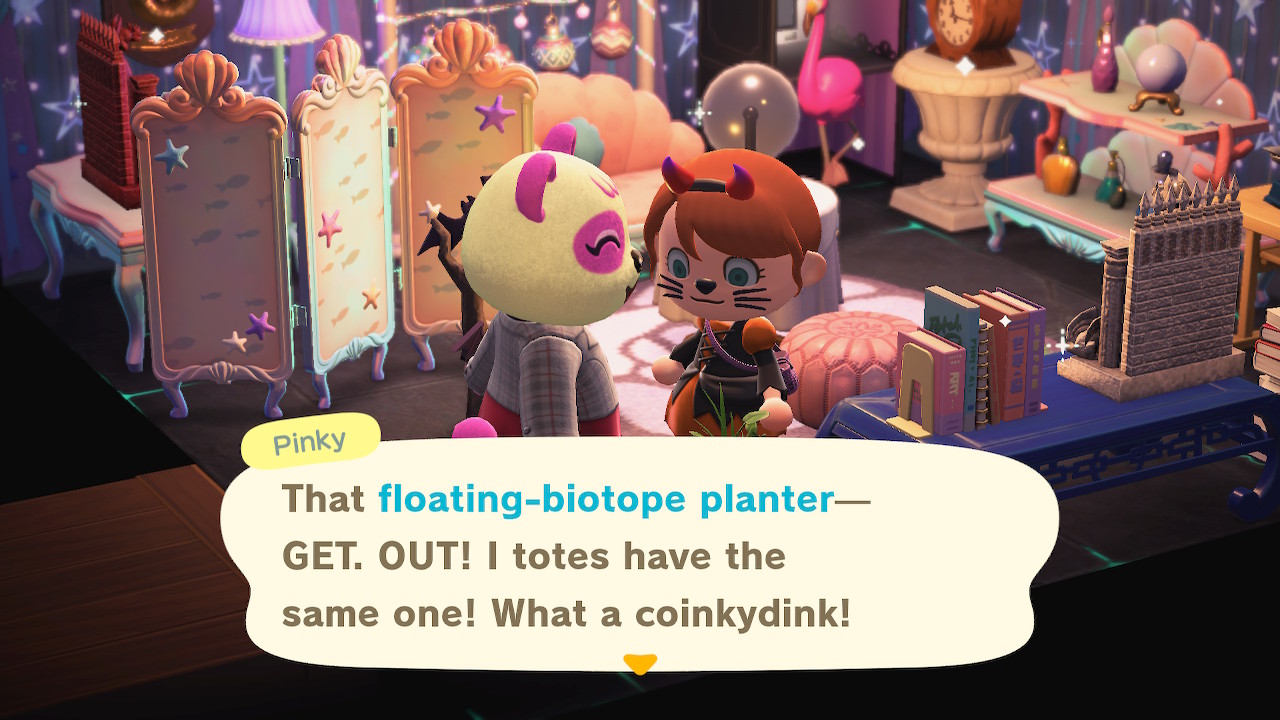 Pinky
That floating-biotope planter—
GET. OUT! I totes have the
same one! What a coinkydink!